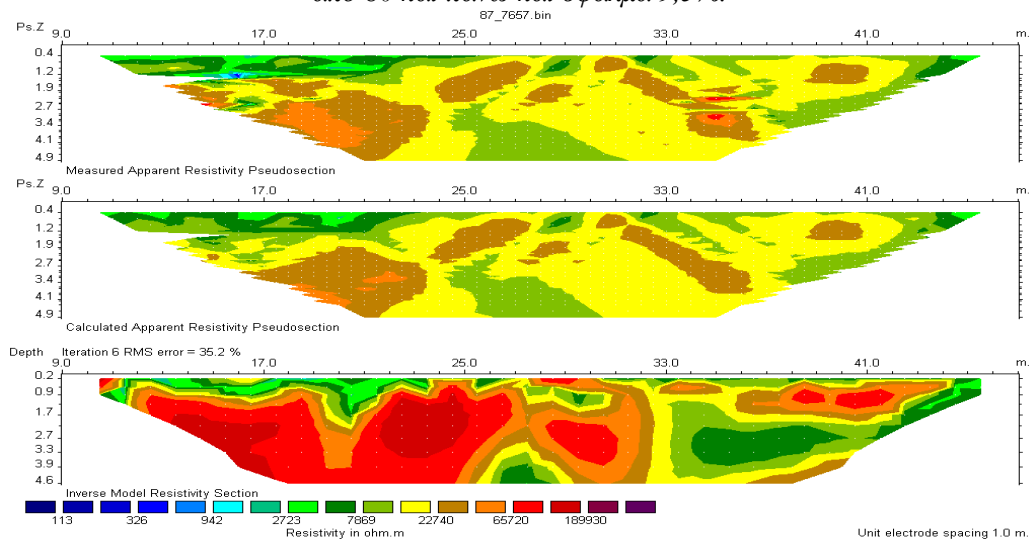 87_7657.bin
Ps.Z 9.0 17.0 25.0 33.0 41.0 m.
0.4
1.2
1.9
2.7
3.4
4.1
4.9
Measured Apparent Resistivity Pseudosection
Ps.Z 9.0 17.0 25.0 33.0 41.0 m.
0.4
1.2
1.9
2.7
3.4
4.1
4.9
Calculated Apparent Resistivity Pseudosection
Depth Iteration 6 RMS error = 35.2 %
9.0 17.0 25.0 33.0 41.0 m.
0.2
0.9
1.7
2.7
3.3
3.9
4.6
Inverse Model Resistivity Section
113 326 942 2723 7869 22740 65720 189930
Resistivity in ohm.m Unit electrode spacing 1.0 m.